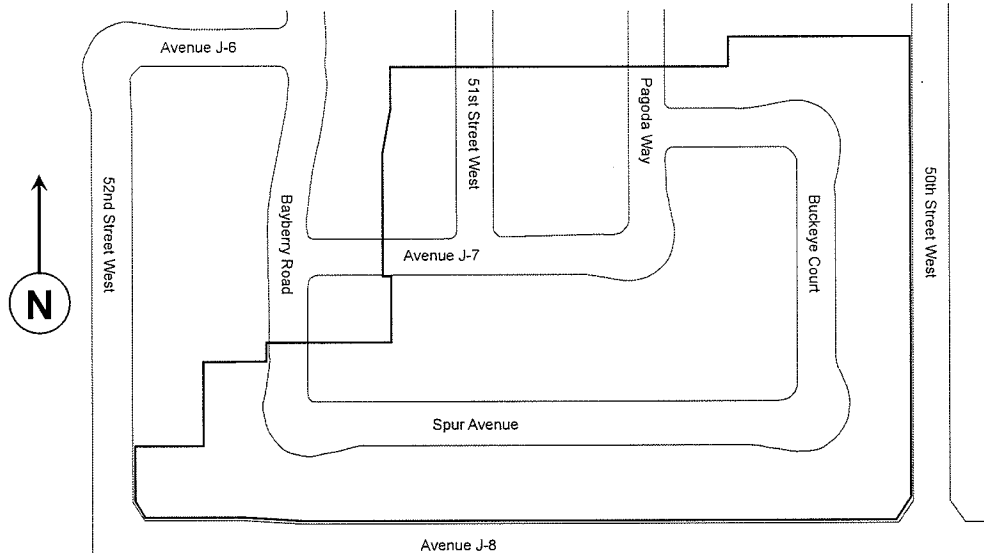 Avenue J-6
51st Street West
Pagoda Way
52nd Street West
Bayberry Road
Buckeye Court
50th Street West
Avenue J-7
N
Spur Avenue
Avenue J-8